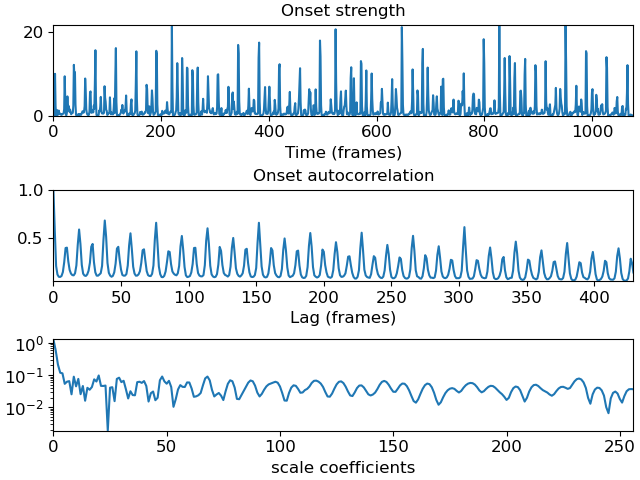 Onset strength
20
0
0 200 400 600 800 1000
Time (frames)
Onset autocorrelation
1.0
0.5
0 50 100 150 200 250 300 350 400
Lag (frames)
10⁰
10⁻¹
10⁻²
0 50 100 150 200 250
scale coefficients